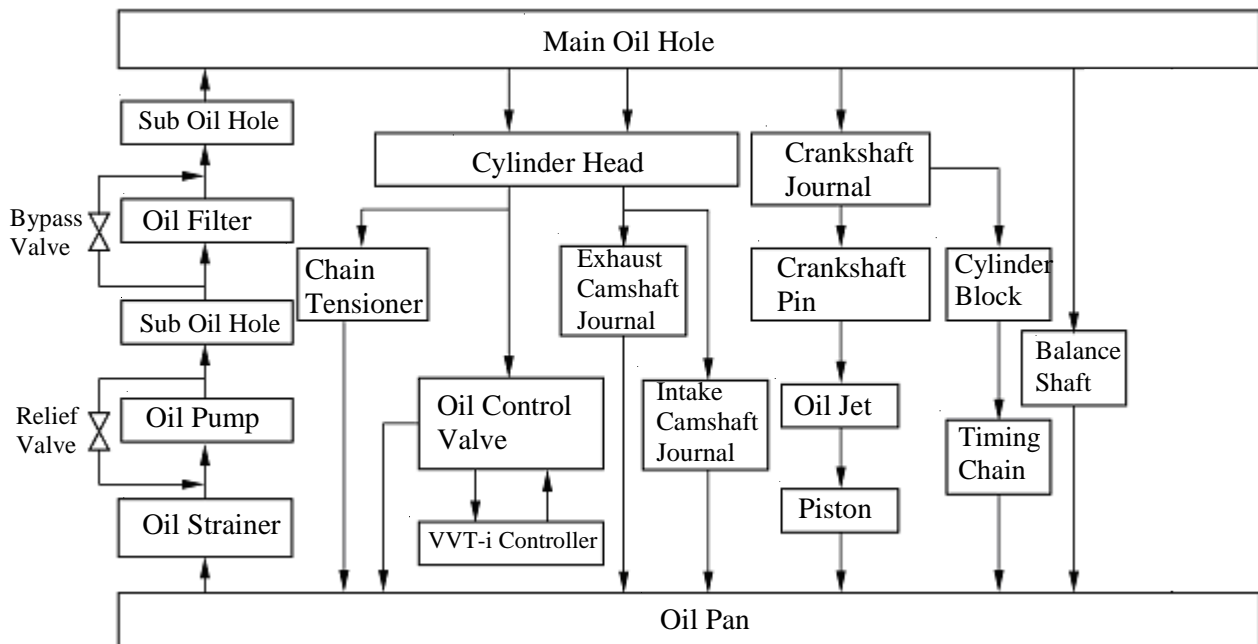 Main Oil Hole
Sub Oil Hole
Cylinder Head
Crankshaft
Journal
Bypass
Valve
Oil Filter
Chain
Tensioner
Exhaust
Camshaft
Journal
Crankshaft
Pin
Cylinder
Block
Sub Oil Hole
Balance
Shaft
Relief
Valve
Oil Pump
Oil Control
Valve
Intake
Camshaft
Journal
Oil Jet
Timing
Chain
Oil Strainer
VVT-i Controller
Piston
Oil Pan